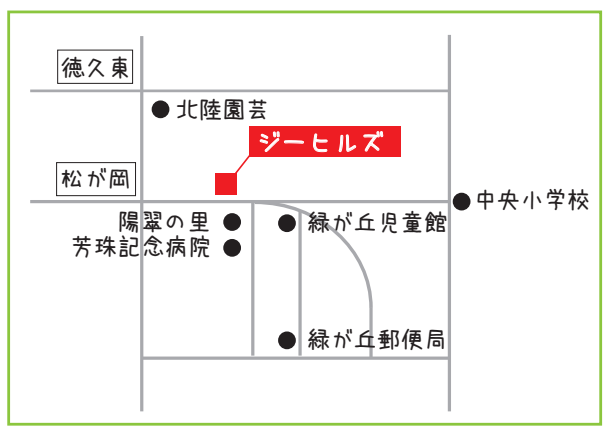 徳久東
北陸園芸
ジーヒルズ
松が岡
中央小学校
陽翠の里
緑が丘児童館
芳珠記念病院
緑が丘郵便局